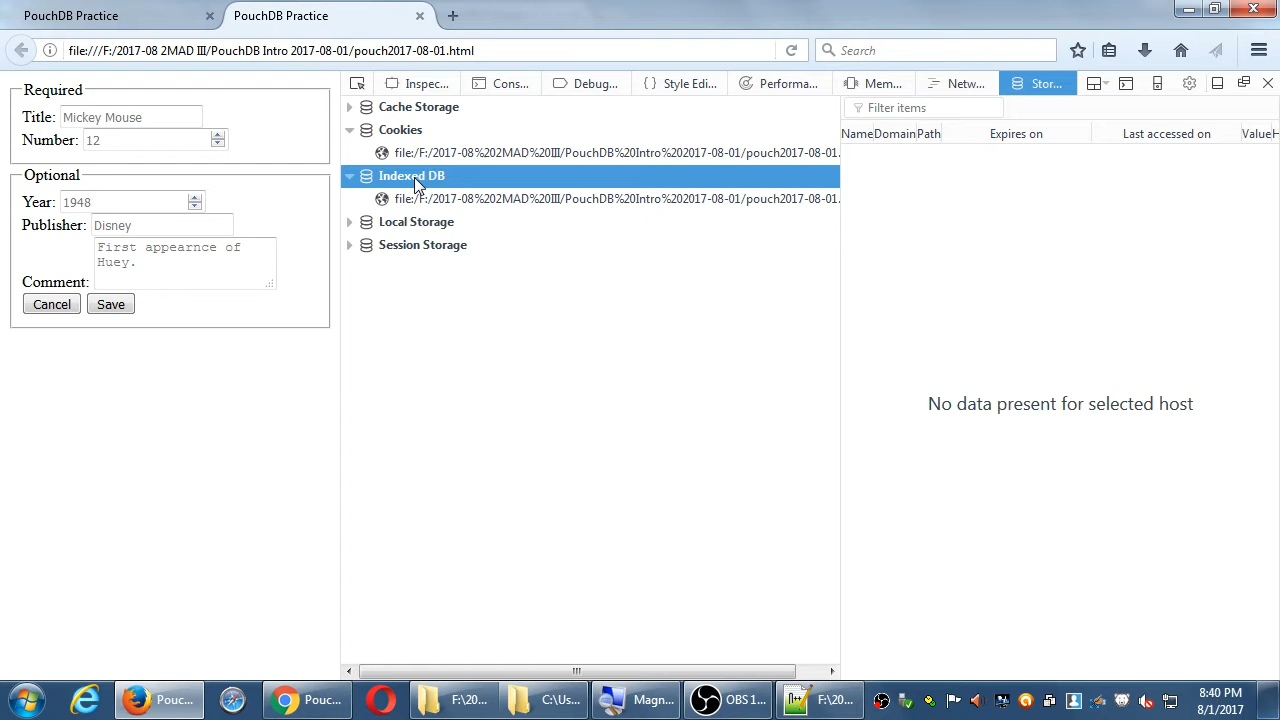 PouchDB Practice
PouchDB Practice
file:///F:/2017-08 2MAD III/PouchDB Intro 2017-08-01/pouch2017-08-01.html
Search
Inspec...
Cons...
Debug...
Style Edi...
Performa...
Mem...
Netw...
Stor...
Required
Title: Mickey Mouse
Number: 12
Optional
Year: 1948
Publisher: Disney
First appearnce of
Huey.
Comment:
Cancel
Save
Cache Storage
Cookies
file:/F:/2017-08%202MAD%20III/PouchDB%20Intro%202017-08-01/pouch2017-08-01.
Indexed DB
file:/F:/2017-08%202MAD%20III/PouchDB%20Intro%202017-08-01/pouch2017-08-01.
Local Storage
Session Storage
Filter items
Name Domain Path Expires on Last accessed on Value H
No data present for selected host
Pouc...
Pouc...
F:\20...
C:\Us...
Magn...
OBS 1...
F:\20...
8:40 PM
8/1/2017